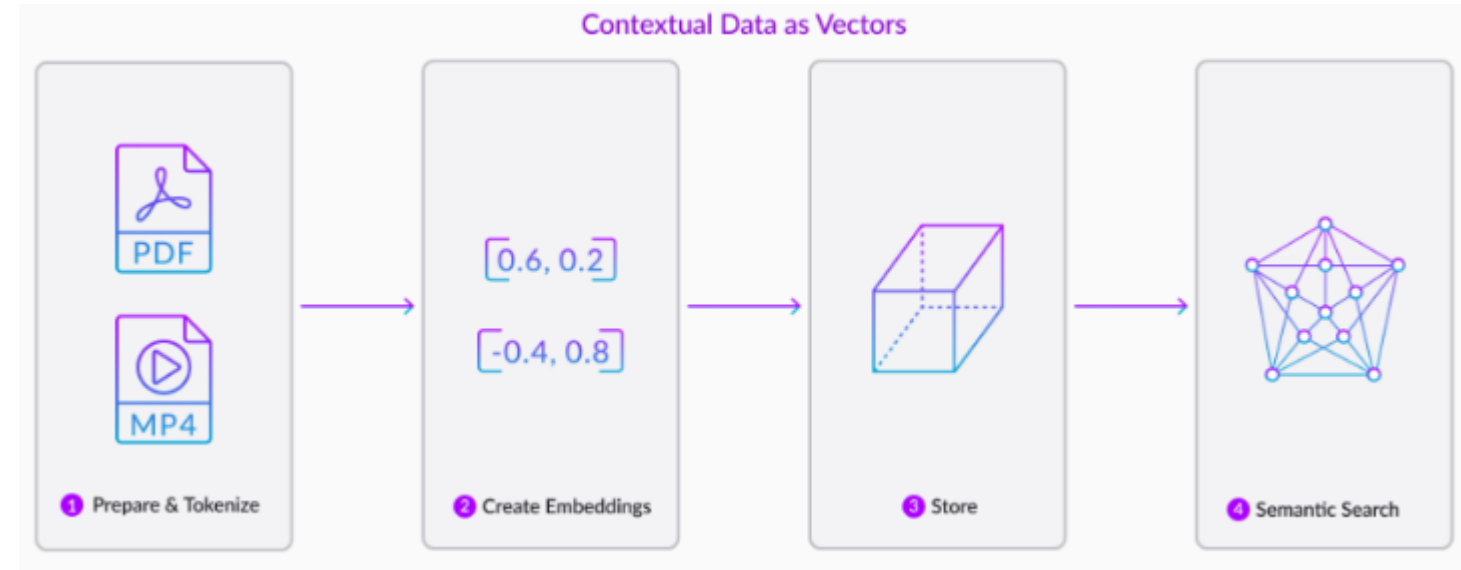 Contextual Data as Vectors
PDF
MP4
1 Prepare & Tokenize
[0.6, 0.2]
[-0.4, 0.8]
2 Create Embeddings
3 Store
4 Semantic Search